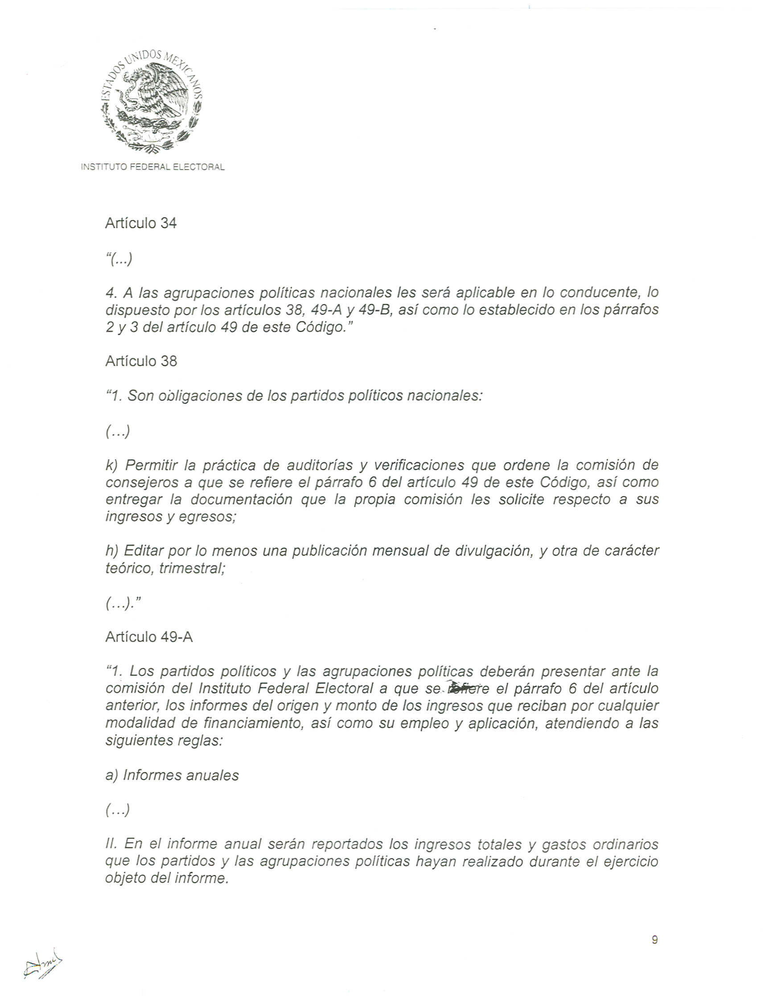 ESTADOS UNIDOS MEXICANOS
INSTITUTO FEDERAL ELECTORAL
Artículo 34
“(...)
4. A las agrupaciones políticas nacionales les será aplicable en lo conducente, lo
dispuesto por los artículos 38, 49-A y 49-B, así como lo establecido en los párrafos
2 y 3 del artículo 49 de este Código.”
Artículo 38
“1. Son obligaciones de los partidos políticos nacionales:
(...)
k) Permitir la práctica de auditorías y verificaciones que ordene la comisión de
consejeros a que se refiere el párrafo 6 del artículo 49 de este Código, así como
entregar la documentación que la propia comisión les solicite respecto a sus
ingresos y egresos;
h) Editar por lo menos una publicación mensual de divulgación, y otra de carácter
teórico, trimestral;
(...).”
Artículo 49-A
“1. Los partidos políticos y las agrupaciones políticas deberán presentar ante la
comisión del Instituto Federal Electoral a que se refiere el párrafo 6 del artículo
anterior, los informes del origen y monto de los ingresos que reciban por cualquier
modalidad de financiamiento, así como su empleo y aplicación, atendiendo a las
siguientes reglas:
a) Informes anuales
(...)
II. En el informe anual serán reportados los ingresos totales y gastos ordinarios
que los partidos y las agrupaciones políticas hayan realizado durante el ejercicio
objeto del informe.
9